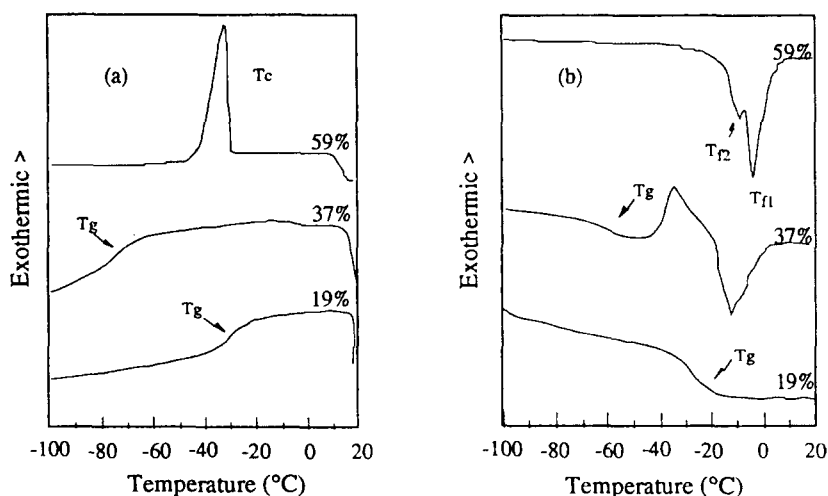 (a)
Tc
59%
Tg
37%
Tg
19%
Exothermic >
-100 -80 -60 -40 -20 0 20
Temperature (°C)
(b)
59%
Tf2
Tf1
Tg
37%
Tg
19%
Exothermic >
-100 -80 -60 -40 -20 0 20
Temperature (°C)